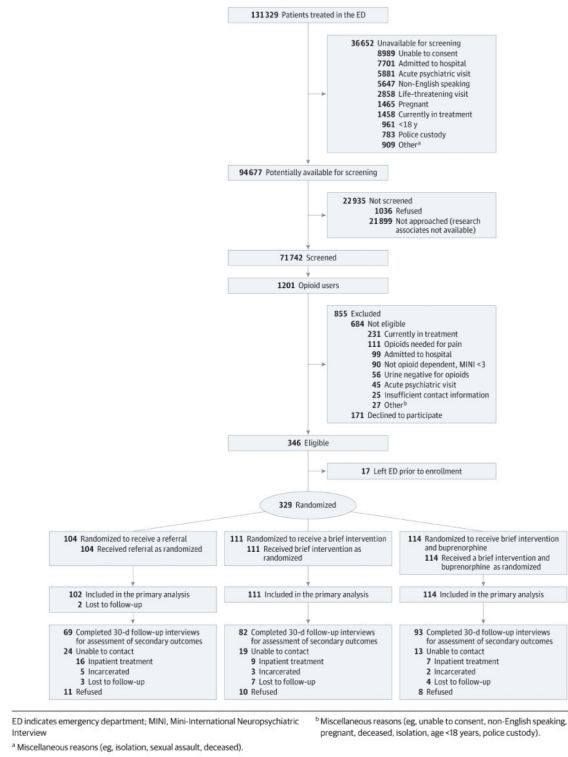 131329 Patients treated in the ED
36652 Unavailable for screening
8989 Unable to consent
7701 Admitted to hospital
5881 Acute psychiatric visit
5647 Non-English speaking
2858 Life-threatening visit
1465 Pregnant
1458 Currently in treatment
961 <18 y
783 Police custody
909 Other a
94677 Potentially available for screening
22935 Not screened
1036 Refused
21899 Not approached (research
associates not available)
71742 Screened
1201 Opioid users
855 Excluded
684 Not eligible
231 Currently in treatment
111 Opioids needed for pain
99 Admitted to hospital
90 Not opioid dependent, MINI <3
56 Urine negative for opioids
45 Acute psychiatric visit
25 Insufficient contact information
27 Other b
171 Declined to participate
346 Eligible
17 Left ED prior to enrollment
329 Randomized
104 Randomized to receive a referral
104 Received referral as randomized
111 Randomized to receive a brief intervention
111 Received brief intervention as
randomized
114 Randomized to receive brief intervention
and buprenorphine
114 Received a brief intervention and
buprenorphine as randomized
102 Included in the primary analysis
2 Lost to follow-up
111 Included in the primary analysis
114 Included in the primary analysis
69 Completed 30-d follow-up interviews
for assessment of secondary outcomes
24 Unable to contact
16 Inpatient treatment
5 Incarcerated
3 Lost to follow-up
11 Refused
82 Completed 30-d follow-up interviews
for assessment of secondary outcomes
19 Unable to contact
9 Inpatient treatment
3 Incarcerated
7 Lost to follow-up
10 Refused
93 Completed 30-d follow-up interviews
for assessment of secondary outcomes
13 Unable to contact
7 Inpatient treatment
2 Incarcerated
4 Lost to follow-up
8 Refused
ED indicates emergency department; MINI, Mini-International Neuropsychiatric
Interview
a Miscellaneous reasons (eg, isolation, sexual assault, deceased).
b Miscellaneous reasons (eg, unable to consent, non-English speaking,
pregnant, deceased, isolation, age <18 years, police custody).